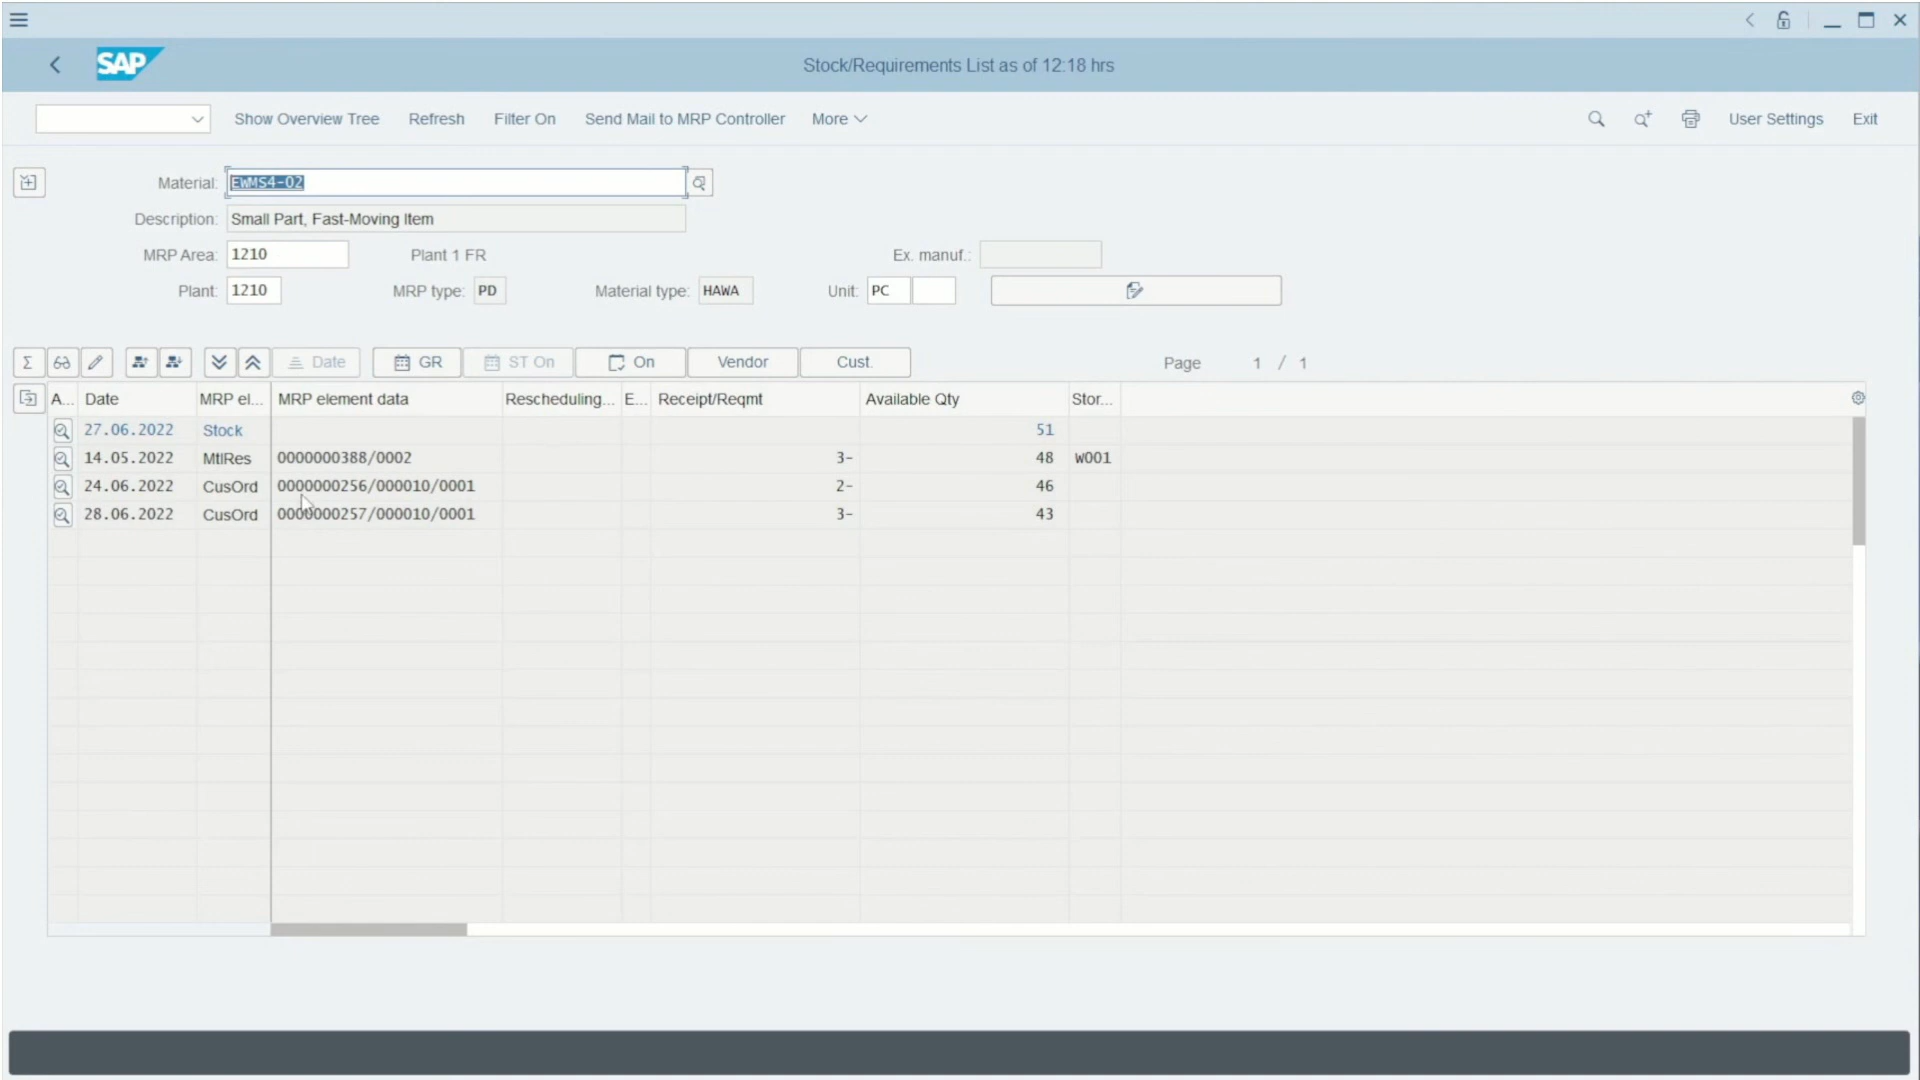 SAP
Stock/Requirements List as of 12:18 hrs
Show Overview Tree Refresh Filter On Send Mail to MRP Controller More User Settings Exit
Material: EWMS4-02
Description: Small Part, Fast-Moving Item
MRP Area: 1210 Plant 1 FR Ex. manuf.:
Plant: 1210 MRP type: PD Material type: HAWA Unit: PC
Σ Date GR ST On On Vendor Cust. Page 1 / 1
A... Date MRP el... MRP element data Rescheduling... E... Receipt/Reqmt Available Qty Stor...
27.06.2022 Stock 51
14.05.2022 MtlRes 0000000388/0002 3- 48 W001
24.06.2022 CusOrd 0000000256/000010/0001 2- 46
28.06.2022 CusOrd 0000000257/000010/0001 3- 43